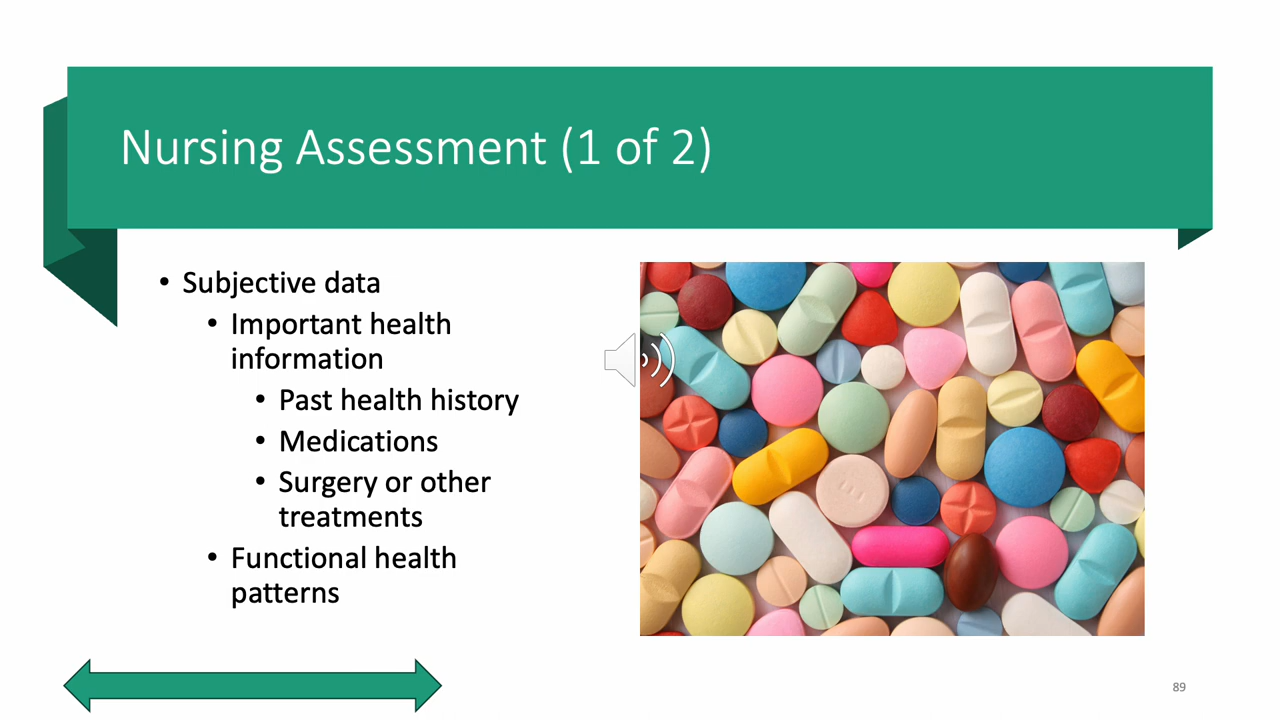 Nursing Assessment (1 of 2)
• Subjective data
• Important health
information
• Past health history
• Medications
• Surgery or other
treatments
• Functional health
patterns
89